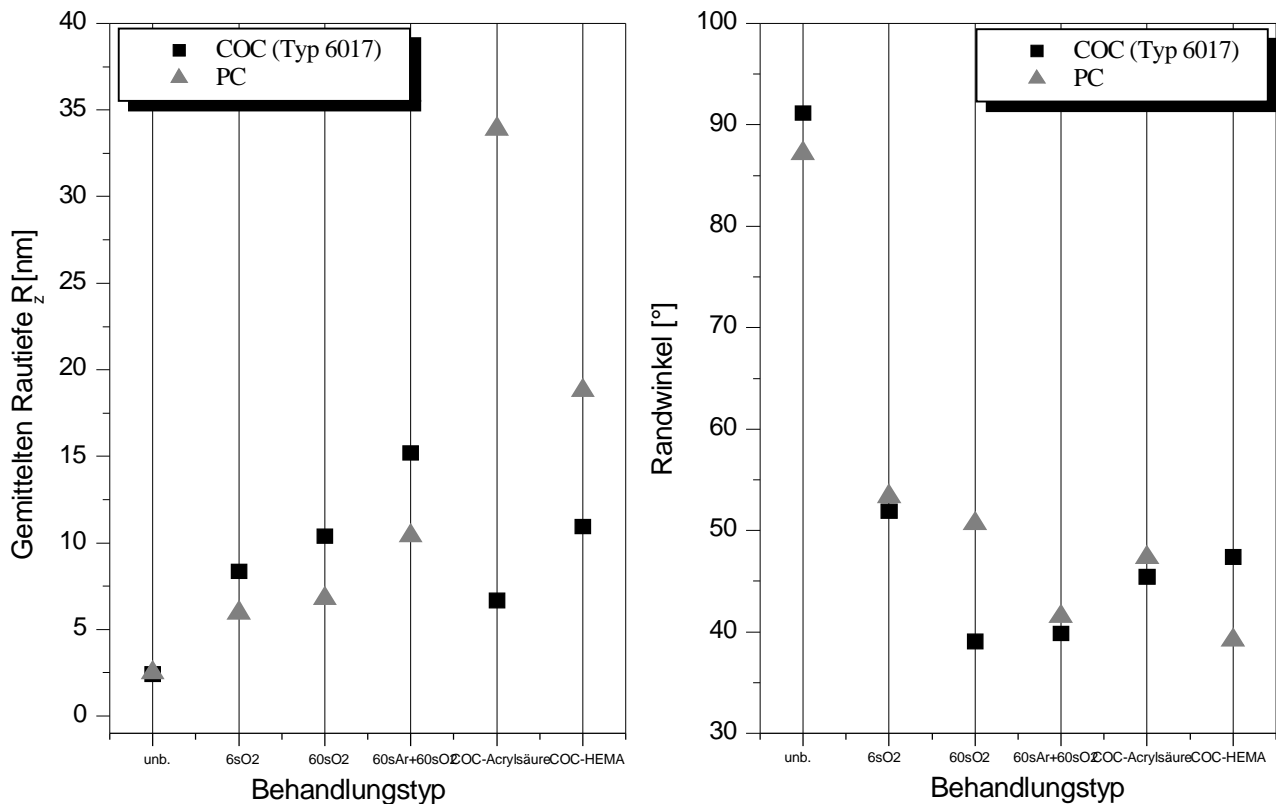 COC (Typ 6017)
PC
40
35
30
25
20
15
10
5
0
Gemittelten Rautiefe R_z [nm]
unb. 6sO2 60sO2 60sAr+60sO2 COC-Acrylsäure COC-HEMA
Behandlungstyp
COC (Typ 6017)
PC
100
90
80
70
60
50
40
30
Randwinkel [°]
unb. 6sO2 60sO2 60sAr+60sO2 COC-Acrylsäure COC-HEMA
Behandlungstyp